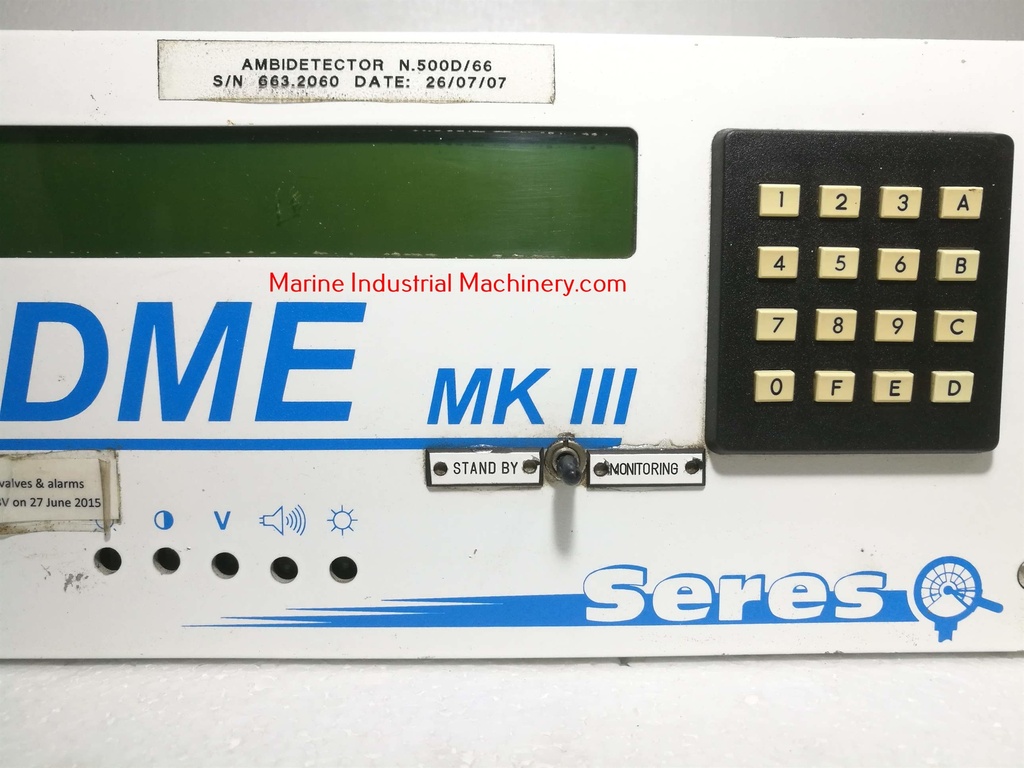 AMBIDETECTOR N.500D/66
S/N 663.2060 DATE: 26/07/07
1 2 3 A
4 5 6 B
7 8 9 C
0 F E D
Marine Industrial Machinery.com
DME MK III
STAND BY MONITORING
valves & alarms
on 27 June 2015
V
Seres